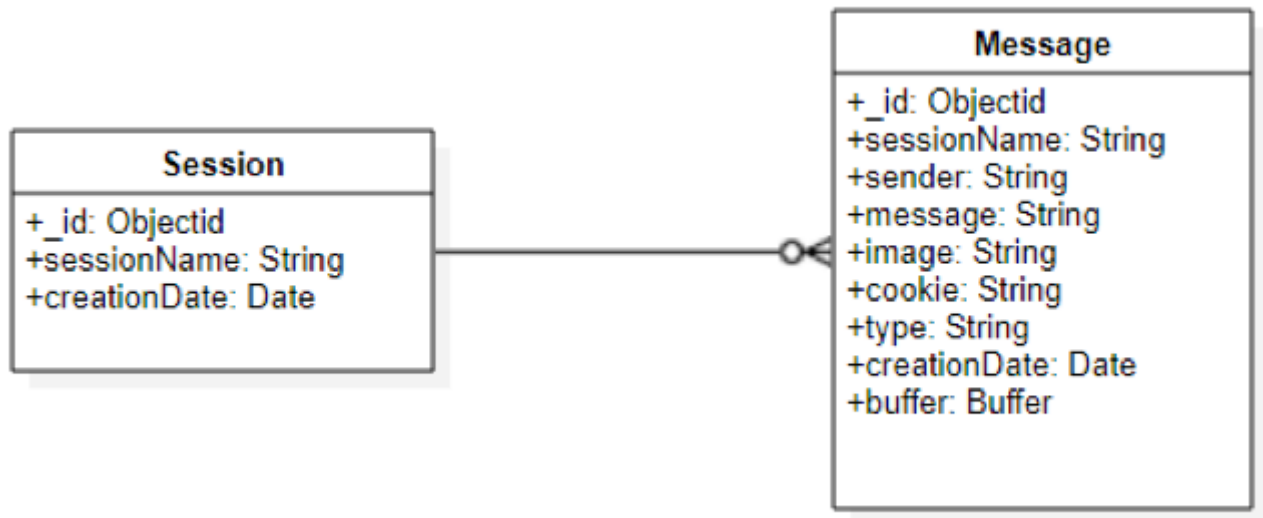 Session
+_id: Objectid
+sessionName: String
+creationDate: Date
Message
+_id: Objectid
+sessionName: String
+sender: String
+message: String
+image: String
+cookie: String
+type: String
+creationDate: Date
+buffer: Buffer